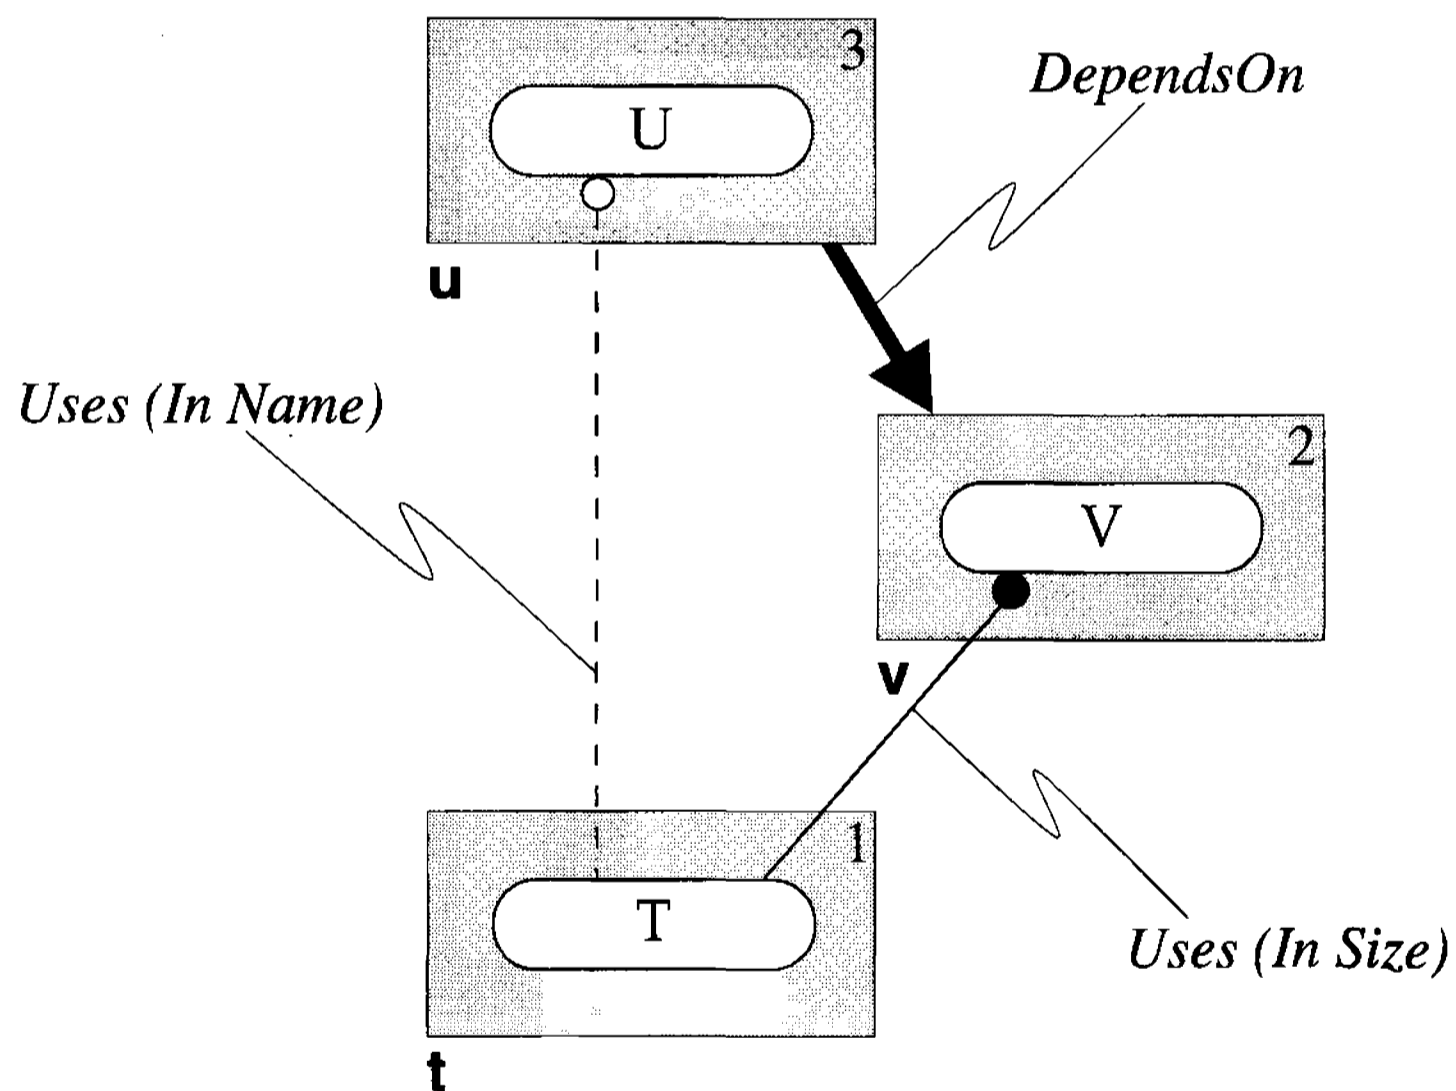 3
DependsOn
U
u
Uses (In Name)
2
V
v
1
T
Uses (In Size)
t